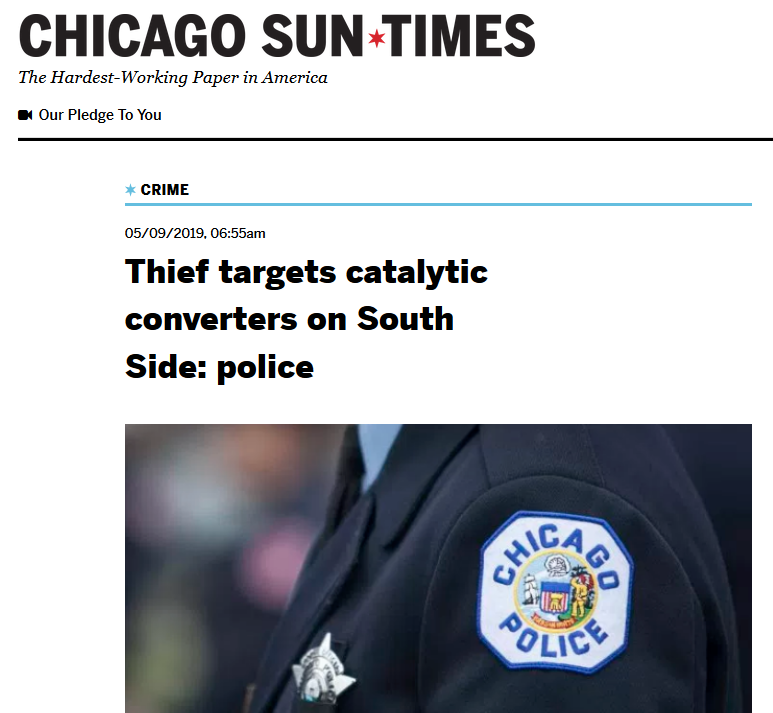 CHICAGO SUN TIMES
The Hardest-Working Paper in America
Our Pledge To You
CRIME
05/09/2019, 06:55am
Thief targets catalytic
converters on South
Side: police
CHICAGO
POLICE